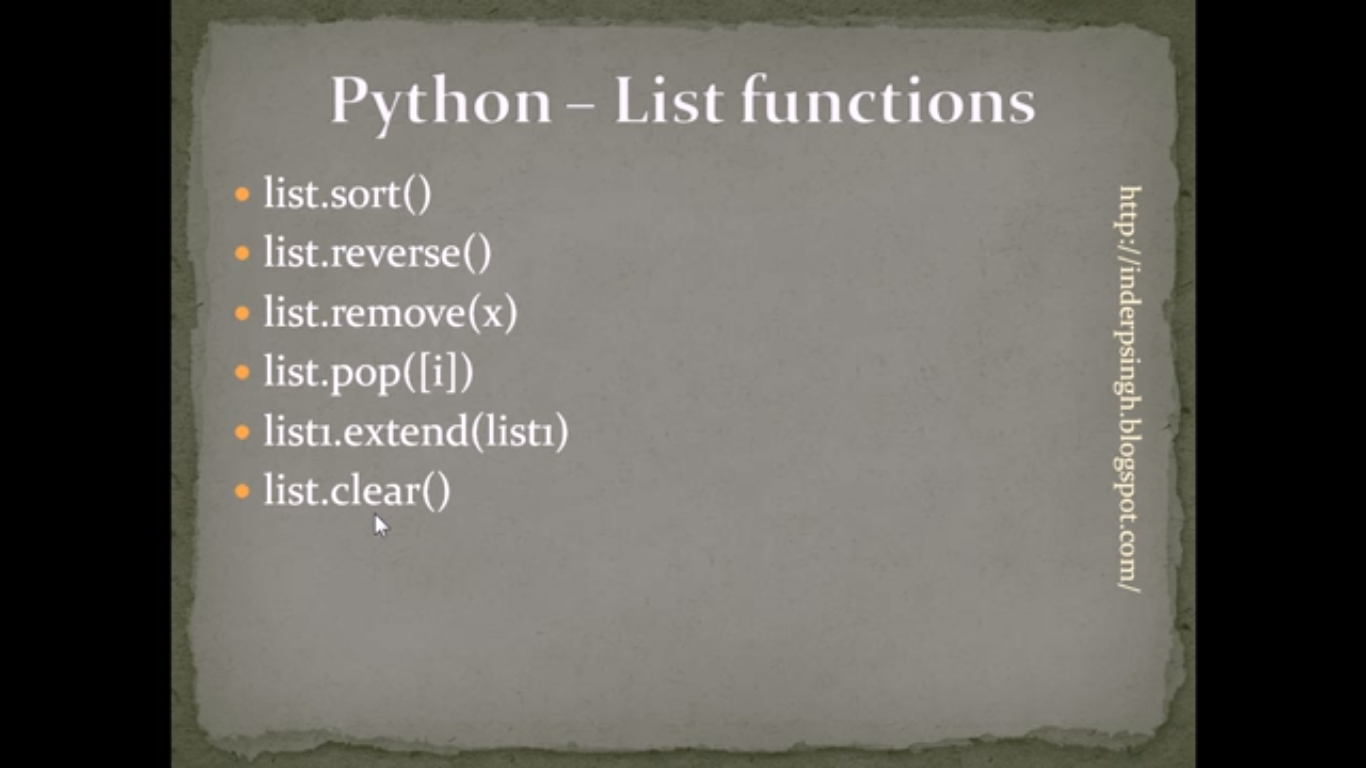 Python – List functions
list.sort()
list.reverse()
list.remove(x)
list.pop([i])
list1.extend(list1)
list.clear()
http://inderpsingh.blogspot.com/